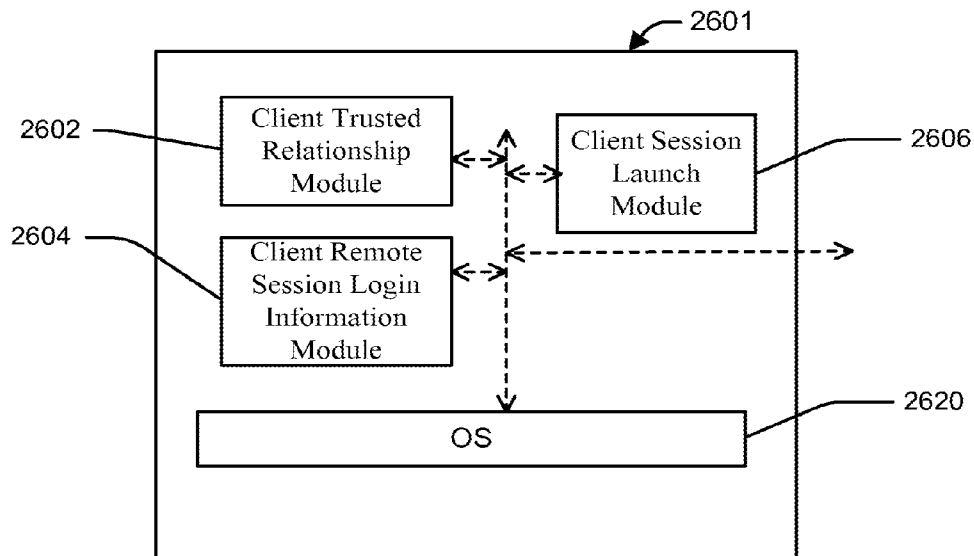 2601
2602
Client Trusted
Relationship
Module
Client Session
Launch
Module
2606
2604
Client Remote
Session Login
Information
Module
OS
2620